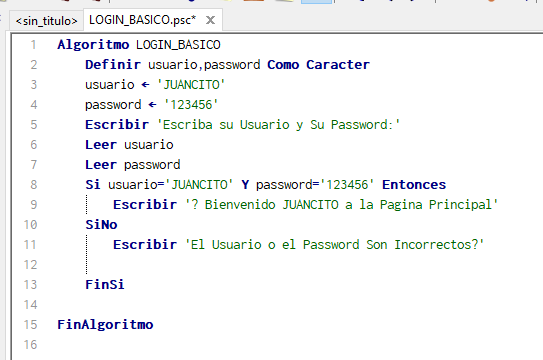 <sin_titulo> LOGIN_BASICO.psc* X
1 Algoritmo LOGIN_BASICO
2 Definir usuario,password Como Caracter
3 usuario ← 'JUANCITO'
4 password ← '123456'
5 Escribir 'Escriba su Usuario y Su Password:'
6 Leer usuario
7 Leer password
8 Si usuario='JUANCITO' Y password='123456' Entonces
9 Escribir '? Bienvenido JUANCITO a la Pagina Principal'
10 SiNo
11 Escribir 'El Usuario o el Password Son Incorrectos?'
12
13 FinSi
14
15 FinAlgoritmo
16